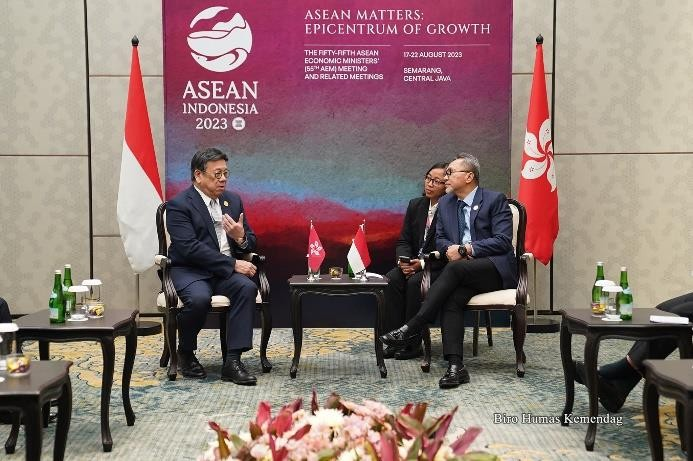 ASEAN MATTERS:
EPICENTRUM OF GROWTH
THE FIFTY-FIFTH ASEAN
ECONOMIC MINISTERS'
(55TH AEM) MEETING
AND RELATED MEETINGS
17-22 AUGUST 2023
SEMARANG,
CENTRAL JAVA
ASEAN
INDONESIA
2023
Biro Humas Kemendag